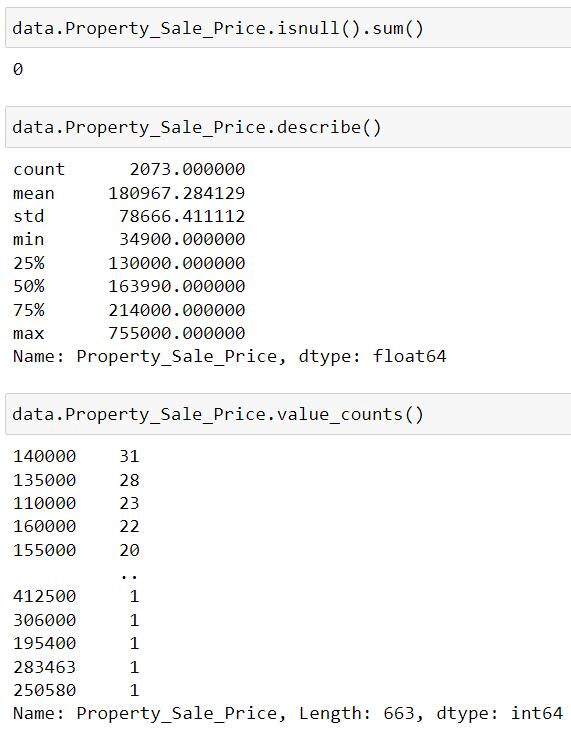 data.Property_Sale_Price.isnull().sum()
0
data.Property_Sale_Price.describe()
count      2073.000000
mean     180967.284129
std       78666.411112
min       34900.000000
25%      130000.000000
50%      163990.000000
75%      214000.000000
max      755000.000000
Name: Property_Sale_Price, dtype: float64
data.Property_Sale_Price.value_counts()
140000    31
135000    28
110000    23
160000    22
155000    20
          ..
412500     1
306000     1
195400     1
283463     1
250580     1
Name: Property_Sale_Price, Length: 663, dtype: int64